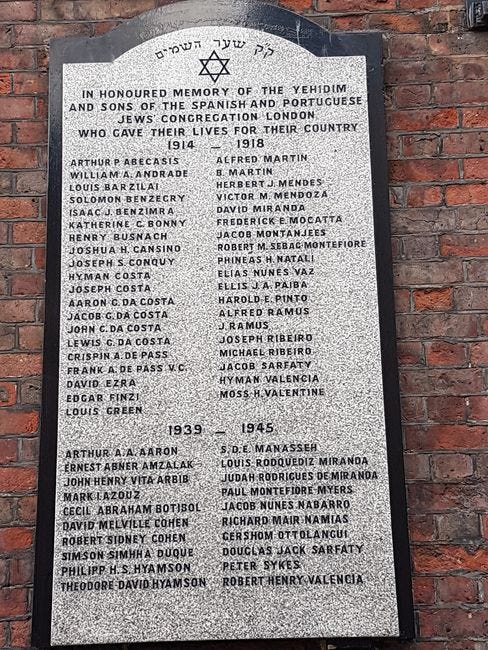 ק״ק שער השמים
IN HONOURED MEMORY OF THE YEHIDIM
AND SONS OF THE SPANISH AND PORTUGUESE
JEWS' CONGREGATION LONDON
WHO GAVE THEIR LIVES FOR THEIR COUNTRY
1914 — 1918
ARTHUR P. ABECASIS
WILLIAM A. ANDRADE
LOUIS BARZILAI
SOLOMON BENZECRY
ISAAC J. BENZIMRA
KATHERINE C. BONNY
HENRY BUSNACH
JOSHUA H. CANSINO
JOSEPH S. CONQUY
HYMAN COSTA
JOSEPH COSTA
AARON G. DA COSTA
JACOB G. DA COSTA
JOHN C. DA COSTA
LEWIS G. DA COSTA
CRISPIN A. DE PASS
FRANK A. DE PASS V.C.
DAVID EZRA
EDGAR FINZI
LOUIS GREEN
ALFRED MARTIN
B. MARTIN
HERBERT J. MENDES
VICTOR M. MENDOZA
DAVID MIRANDA
FREDERICK E. MOCATTA
JACOB MONTANJEES
ROBERT M. SEBAG-MONTEFIORE
PHINEAS H. NATALI
ELIAS NUNES VAZ
ELLIS J. A. PAIBA
HAROLD E. PINTO
ALFRED RAMUS
J. RAMUS
JOSEPH RIBEIRO
MICHAEL RIBEIRO
JACOB SARFATY
HYMAN VALENCIA
MOSS H. VALENTINE
1939 — 1945
ARTHUR A. A. AARON
ERNEST ABNER AMZALAK
JOHN HENRY VITA ARBIB
MARK LAZOUZ
CECIL ABRAHAM BOTIBOL
DAVID MELVILLE COHEN
ROBERT SIDNEY COHEN
SIMSON SIMHHA DUQUE
PHILIPP H. S. HYAMSON
THEODORE DAVID HYAMSON
S. D. E. MANASSEH
LOUIS RODQUEDIZ MIRANDA
JUDAH RODRIGUES DE MIRANDA
PAUL MONTEFIORE MYERS
JACOB NUNES NABARRO
RICHARD MAIR NAMIAS
GERSHOM OTTOLANGUI
DOUGLAS JACK SARFATY
PETER SYKES
ROBERT HENRY VALENCIA